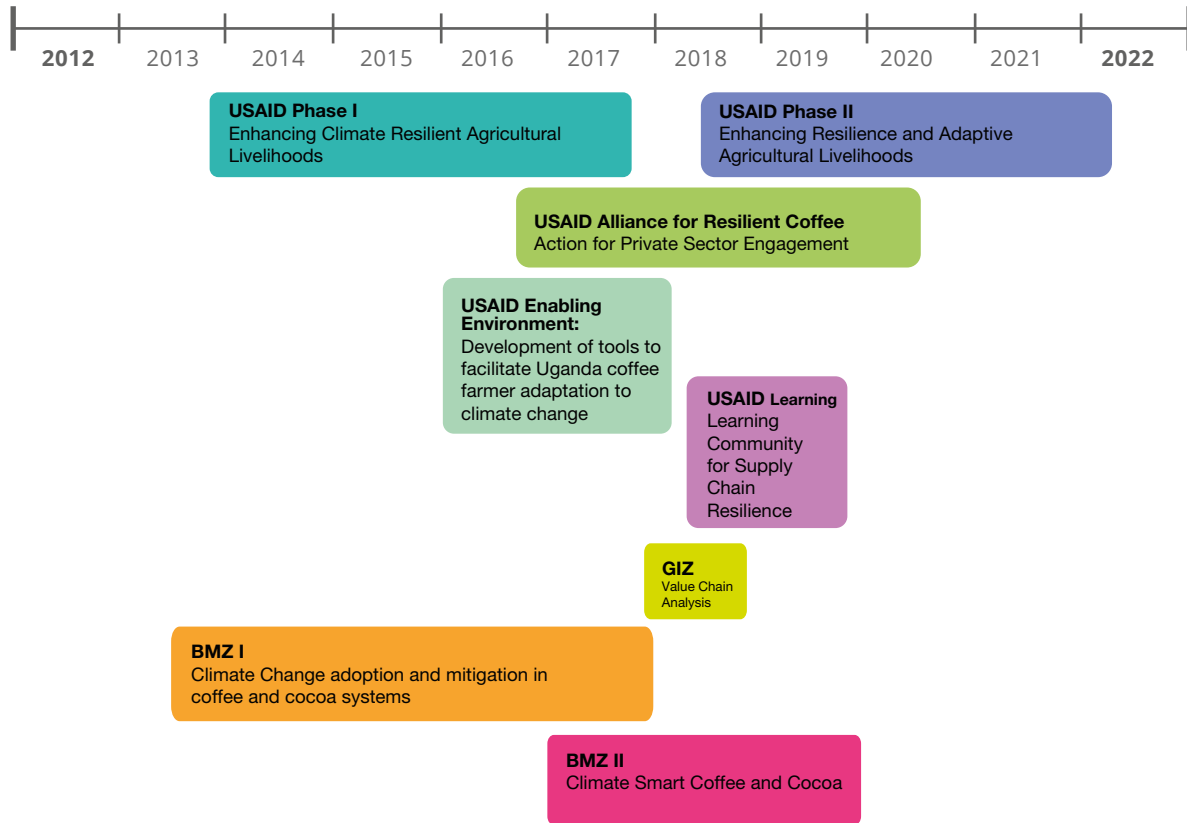 2012 2013 2014 2015 2016 2017 2018 2019 2020 2021 2022
USAID Phase I
Enhancing Climate Resilient Agricultural
Livelihoods
USAID Phase II
Enhancing Resilience and Adaptive
Agricultural Livelihoods
USAID Alliance for Resilient Coffee
Action for Private Sector Engagement
USAID Enabling
Environment:
Development of tools to
facilitate Uganda coffee
farmer adaptation to
climate change
USAID Learning
Learning
Community
for Supply
Chain
Resilience
GIZ
Value Chain
Analysis
BMZ I
Climate Change adoption and mitigation in
coffee and cocoa systems
BMZ II
Climate Smart Coffee and Cocoa